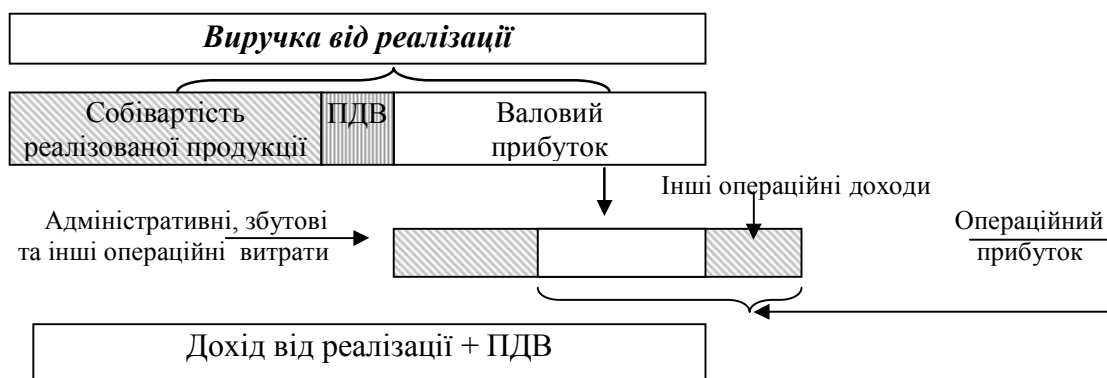 Виручка від реалізації
Собівартість
реалізованої продукції
ПДВ
Валовий
прибуток
Інші операційні доходи
Адміністративні, збутові
та інші операційні витрати
Операційний
прибуток
Дохід від реалізації + ПДВ